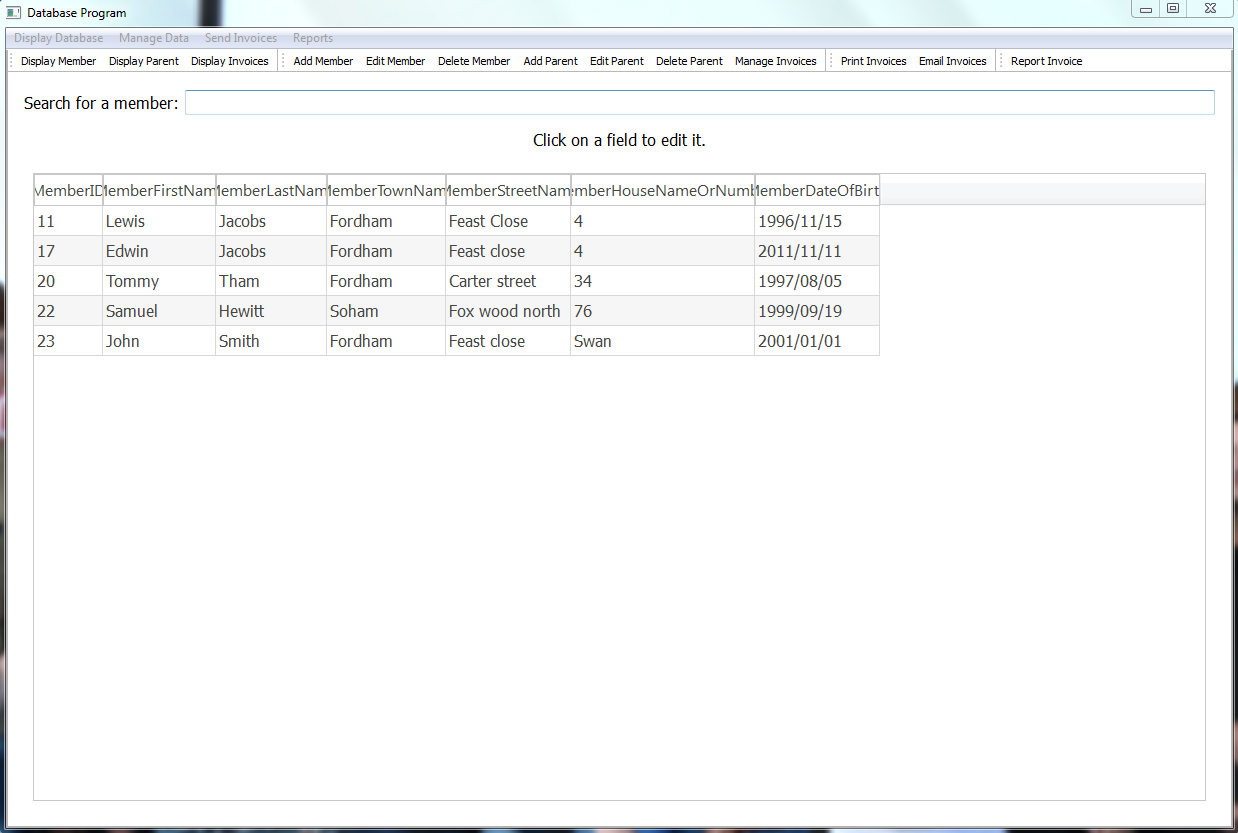 Database Program
Display Database Manage Data Send Invoices Reports
Display Member Display Parent Display Invoices Add Member Edit Member Delete Member Add Parent Edit Parent Delete Parent Manage Invoices Print Invoices Email Invoices Report Invoice
Search for a member:
Click on a field to edit it.
MemberID MemberFirstNam MemberLastNam MemberTownNam MemberStreetNam emberHouseNameOrNumb MemberDateOfBirt
11 Lewis Jacobs Fordham Feast Close 4 1996/11/15
17 Edwin Jacobs Fordham Feast close 4 2011/11/11
20 Tommy Tham Fordham Carter street 34 1997/08/05
22 Samuel Hewitt Soham Fox wood north 76 1999/09/19
23 John Smith Fordham Feast close Swan 2001/01/01